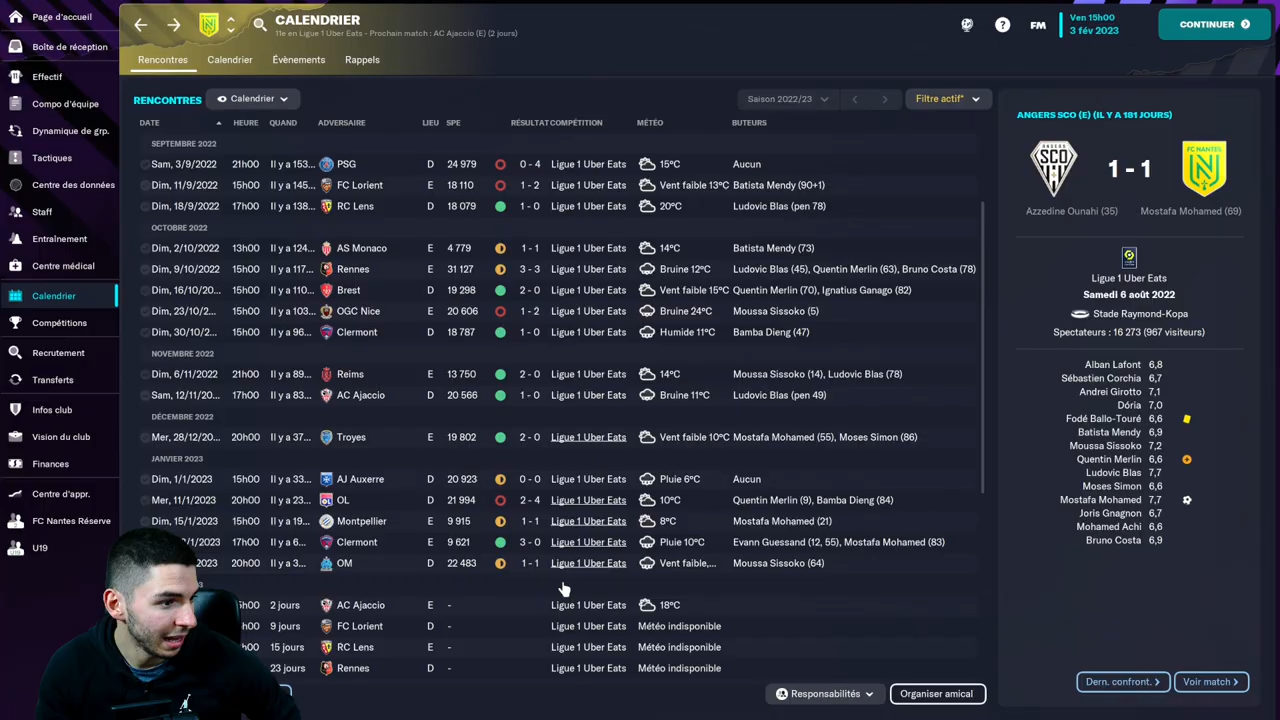 Page d'accueil
CALENDRIER
11e en Ligue 1 Uber Eats - Prochain match : AC Ajaccio (E) (2 jours)
FM
Ven 15h00
3 fév 2023
CONTINUER
Boîte de réception
Effectif
Compo d'équipe
Dynamique de grp.
Tactiques
Centre des données
Staff
Entraînement
Centre médical
Calendrier
Compétitions
Recrutement
Transferts
Infos club
Vision du club
Finances
Centre d'appr.
FC Nantes Réserve
U19
Rencontres Calendrier Évènements Rappels
RENCONTRES Calendrier Saison 2022/23 Filtre actif*
DATE HEURE QUAND ADVERSAIRE LIEU SPE RÉSULTAT COMPÉTITION MÉTÉO BUTEURS
SEPTEMBRE 2022
Sam, 3/9/2022 21h00 Il y a 153... PSG D 24 979 0 - 4 Ligue 1 Uber Eats 15°C Aucun
Dim, 11/9/2022 15h00 Il y a 145... FC Lorient E 18 110 1 - 2 Ligue 1 Uber Eats Vent faible 13°C Batista Mendy (90+1)
Dim, 18/9/2022 17h00 Il y a 138... RC Lens D 18 079 1 - 0 Ligue 1 Uber Eats 20°C Ludovic Blas (pen 78)
OCTOBRE 2022
Dim, 2/10/2022 13h00 Il y a 124... AS Monaco E 4 779 1 - 1 Ligue 1 Uber Eats 14°C Batista Mendy (73)
Dim, 9/10/2022 15h00 Il y a 117... Rennes E 31 127 3 - 3 Ligue 1 Uber Eats Bruine 12°C Ludovic Blas (45), Quentin Merlin (63), Bruno Costa (78)
Dim, 16/10/20... 15h00 Il y a 110... Brest D 19 298 2 - 0 Ligue 1 Uber Eats Vent faible 15°C Quentin Merlin (70), Ignatius Ganago (82)
Dim, 23/10/2... 15h00 Il y a 103... OGC Nice E 20 606 1 - 2 Ligue 1 Uber Eats Bruine 24°C Moussa Sissoko (5)
Dim, 30/10/2... 15h00 Il y a 96... Clermont D 18 787 1 - 0 Ligue 1 Uber Eats Humide 11°C Bamba Dieng (47)
NOVEMBRE 2022
Dim, 6/11/2022 21h00 Il y a 89... Reims E 13 750 2 - 0 Ligue 1 Uber Eats 14°C Moussa Sissoko (14), Ludovic Blas (78)
Sam, 12/11/20... 17h00 Il y a 83... AC Ajaccio D 20 566 1 - 0 Ligue 1 Uber Eats Bruine 11°C Ludovic Blas (pen 49)
DÉCEMBRE 2022
Mer, 28/12/20... 20h00 Il y a 37... Troyes E 19 802 2 - 0 Ligue 1 Uber Eats Vent faible 10°C Mostafa Mohamed (55), Moses Simon (86)
JANVIER 2023
Dim, 1/1/2023 15h00 Il y a 33... AJ Auxerre D 20 923 0 - 0 Ligue 1 Uber Eats Pluie 6°C Aucun
Mer, 11/1/2023 20h00 Il y a 23... OL D 21 994 2 - 4 Ligue 1 Uber Eats 10°C Quentin Merlin (9), Bamba Dieng (84)
Dim, 15/1/2023 15h00 Il y a 19... Montpellier E 9 915 1 - 1 Ligue 1 Uber Eats 8°C Mostafa Mohamed (21)
1/2023 17h00 Il y a 6... Clermont E 9 621 3 - 0 Ligue 1 Uber Eats Pluie 10°C Evann Guessand (12, 55), Mostafa Mohamed (83)
2023 20h00 Il y a 3... OM D 22 483 1 - 1 Ligue 1 Uber Eats Vent faible,... Moussa Sissoko (64)
2 jours AC Ajaccio E - Ligue 1 Uber Eats 18°C
9 jours FC Lorient D - Ligue 1 Uber Eats Météo indisponible
15 jours RC Lens E - Ligue 1 Uber Eats Météo indisponible
23 jours Rennes D - Ligue 1 Uber Eats Météo indisponible
Responsabilités Organiser amical
ANGERS SCO (E) (IL Y A 181 JOURS)
1 - 1
Azzedine Ounahi (35) Mostafa Mohamed (69)
Ligue 1 Uber Eats
Samedi 6 août 2022
Stade Raymond-Kopa
Spectateurs : 16 273 (967 visiteurs)
Alban Lafont 6,8
Sébastien Corchia 6,7
Andrei Girotto 7,1
Dória 7,0
Fodé Ballo-Touré 6,6
Batista Mendy 6,9
Moussa Sissoko 7,2
Quentin Merlin 6,6
Ludovic Blas 7,7
Moses Simon 6,6
Mostafa Mohamed 7,7
Joris Gnagnon 6,7
Mohamed Achi 6,6
Bruno Costa 6,9
Dern. confront. Voir match